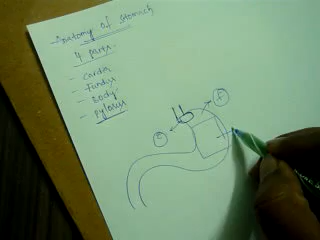 - Anatomy of Stomach
4 parts:
- Cardia
- Fundus
- Body
- Pylorus
F